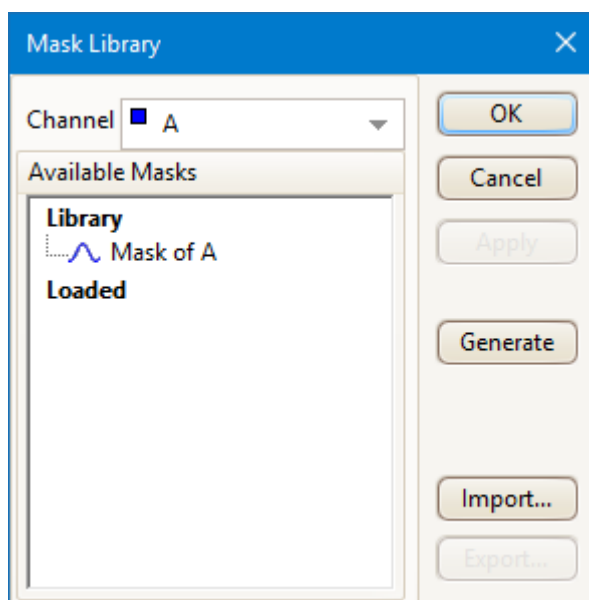 Mask Library
Channel A
Available Masks
Library
Mask of A
Loaded
OK
Cancel
Apply
Generate
Import...
Export...